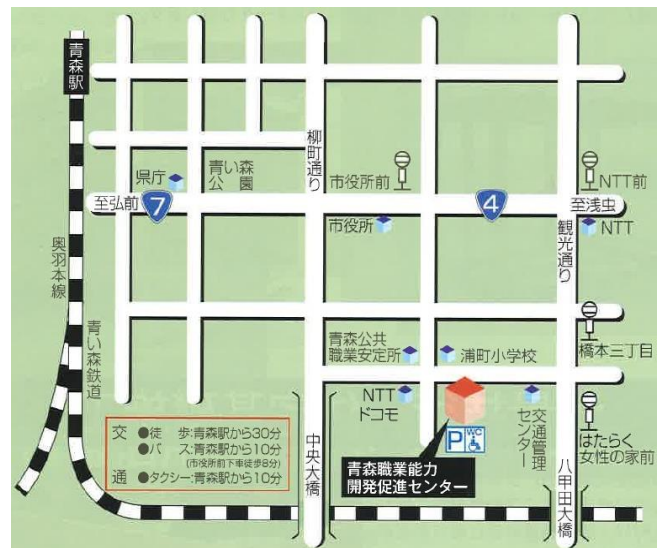 青森駅
柳町通り
県庁
青い森
公園
市役所前
NTT前
至弘前
7
4
至浅虫
市役所
NTT
観光通り
奥羽本線
青い森鉄道
青森公共
職業安定所
浦町小学校
橋本三丁目
NTT
ドコモ
交通管理
センター
P
WC
はたらく
女性の家前
青森職業能力
開発促進センター
中央大橋
八甲田大橋
交通
●徒　歩:青森駅から30分
●バ　ス:青森駅から10分
(市役所前下車徒歩8分)
●タクシー:青森駅から10分